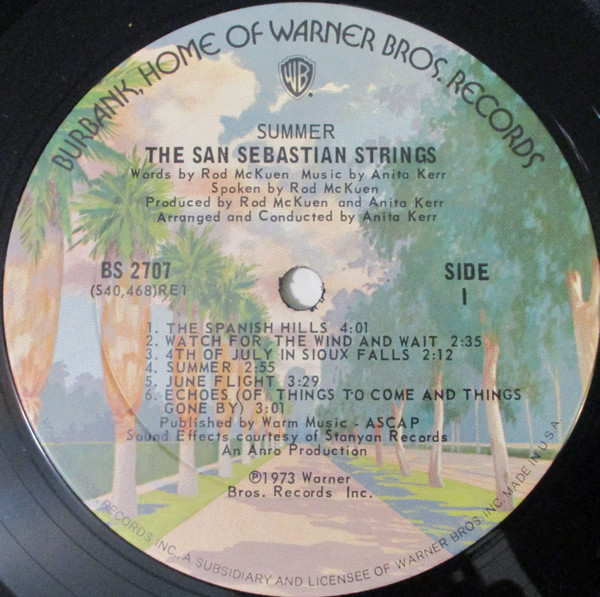 BURBANK, HOME OF WARNER BROS. RECORDS
WB
SUMMER
THE SAN SEBASTIAN STRINGS
Words by Rod McKuen Music by Anita Kerr
Spoken by Rod McKuen
Produced by Rod McKuen and Anita Kerr
Arranged and Conducted by Anita Kerr
BS 2707
(S40,468)RE1
SIDE
1
1. THE SPANISH HILLS 4:01
2. WATCH FOR THE WIND AND WAIT 2:35
3. 4TH OF JULY IN SIOUX FALLS 2:12
4. SUMMER 2:55
5. JUNE FLIGHT 3:29
6. ECHOES (OF THINGS TO COME AND THINGS
GONE BY) 3:01
Published by Warm Music - ASCAP
Sound Effects courtesy of Stanyan Records
An Anro Production
℗1973 Warner
Bros. Records Inc.
RECORDS INC., A SUBSIDIARY AND LICENSEE OF WARNER BROS. INC. MADE IN U.S.A.